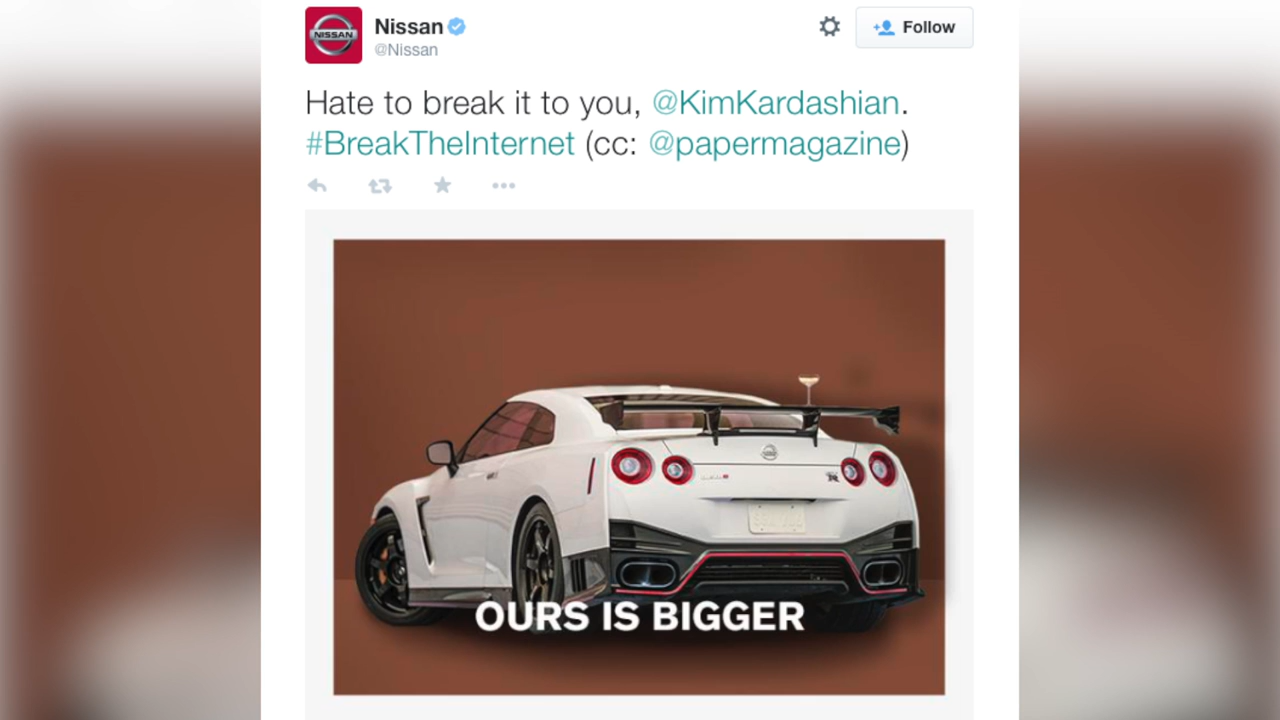 NISSAN
Nissan
@Nissan
Follow
Hate to break it to you, @KimKardashian.
#BreakTheInternet (cc: @papermagazine)
OURS IS BIGGER